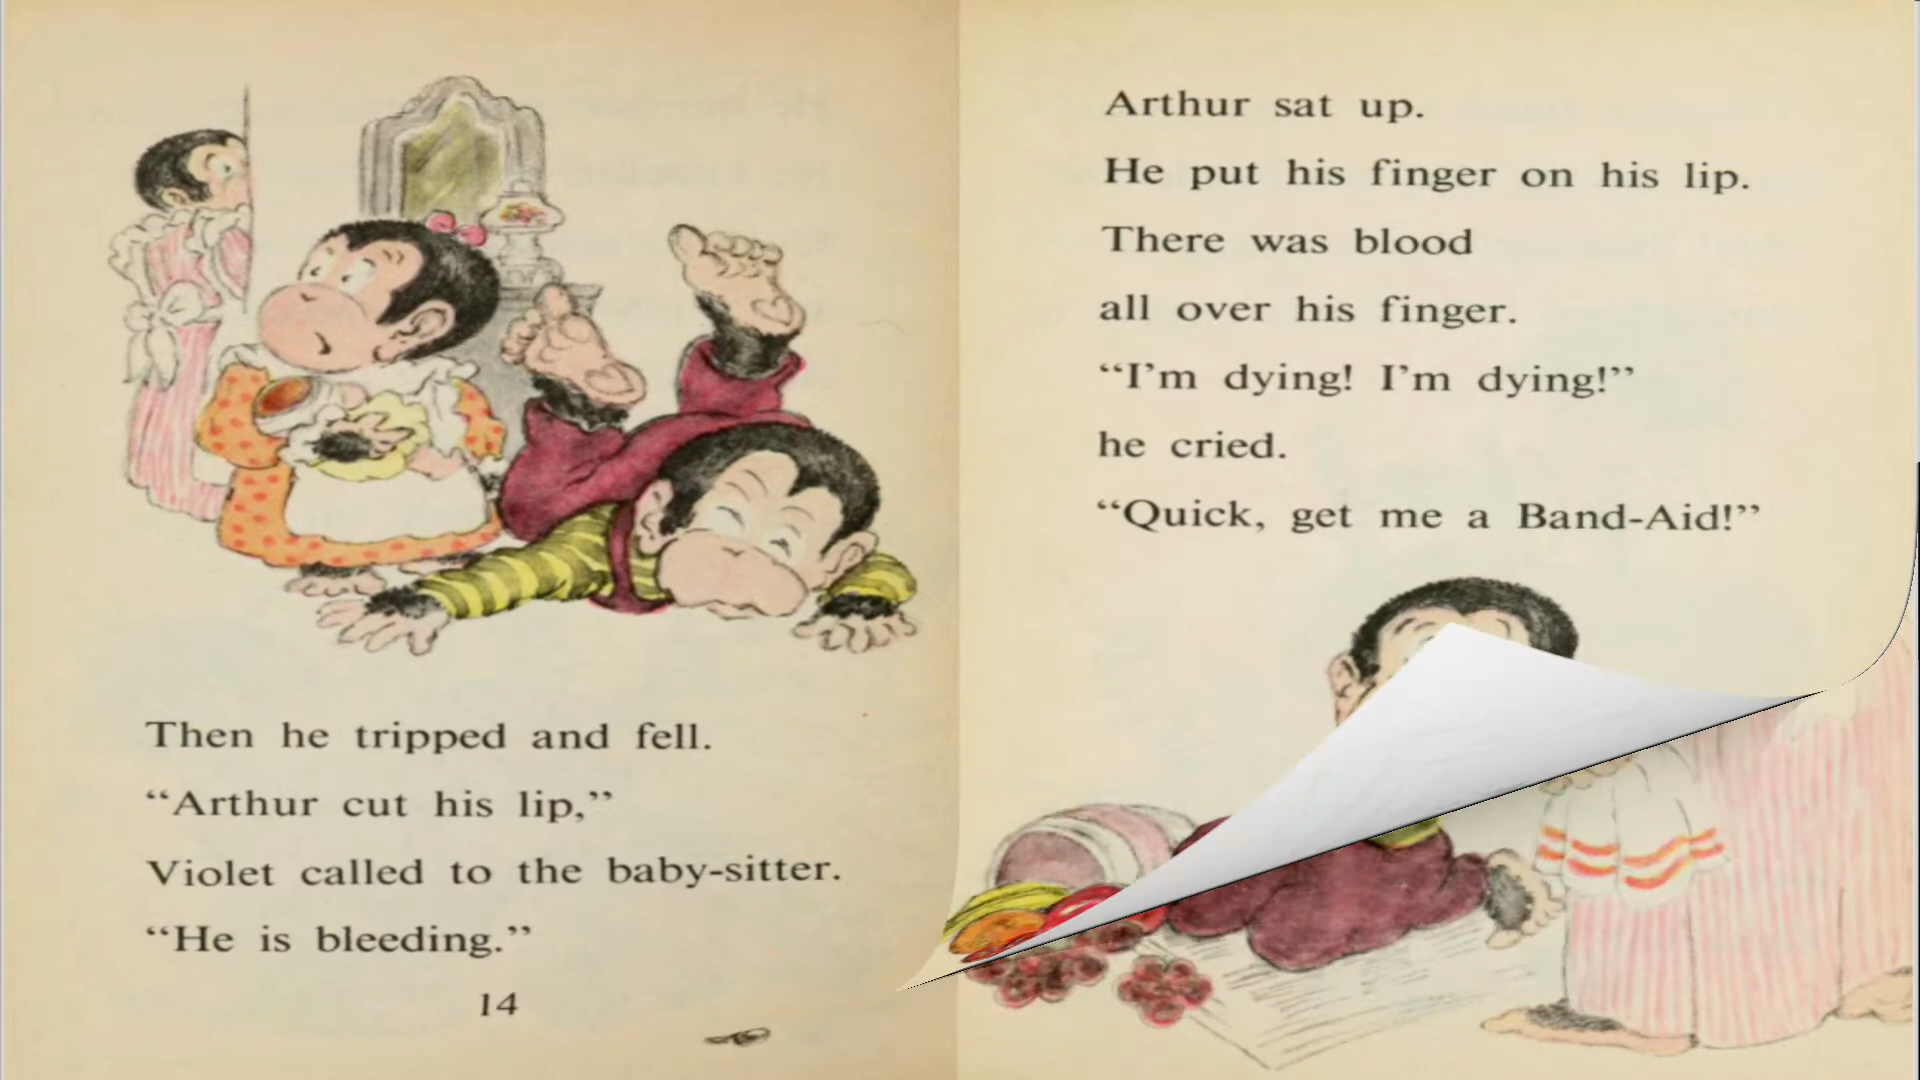 Then he tripped and fell.
“Arthur cut his lip,”
Violet called to the baby-sitter.
“He is bleeding.”
14
Arthur sat up.
He put his finger on his lip.
There was blood
all over his finger.
“I’m dying! I’m dying!”
he cried.
“Quick, get me a Band-Aid!”